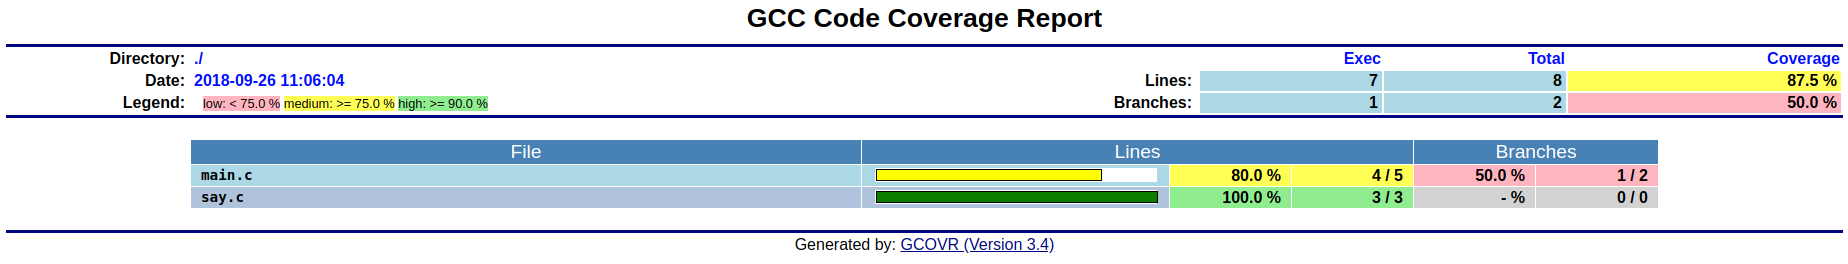 GCC Code Coverage Report
Directory: ./ Exec Total Coverage
Date: 2018-09-26 11:06:04 Lines: 7 8 87.5 %
Legend: low: < 75.0 % medium: >= 75.0 % high: >= 90.0 % Branches: 1 2 50.0 %
File Lines Branches
main.c 80.0 % 4 / 5 50.0 % 1 / 2
say.c 100.0 % 3 / 3 - % 0 / 0
Generated by: GCOVR (Version 3.4)